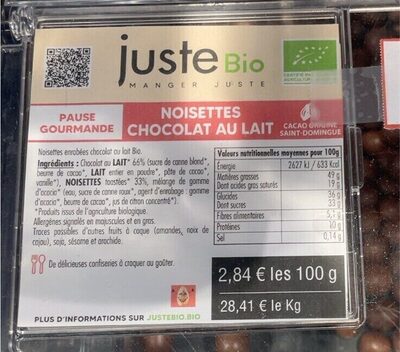 juste Bio
MANGER JUSTE
PAUSE
GOURMANDE
NOISETTES
CHOCOLAT AU LAIT
CACAO ORIGINE
SAINT-DOMINGUE
Noisettes enrobées chocolat au lait Bio.
Ingrédients : Chocolat au LAIT* 66% (sucre de canne blond*,
beurre de cacao*, LAIT entier en poudre*, pâte de cacao*,
vanille*), NOISETTES toastées* 33%, mélange de gomme
d'acacia* (eau, sucre de canne roux*, agent d'enrobage : gomme
d'acacia*, beurre de cacao*, jus de citron concentré*).
*Produits issus de l'agriculture biologique.
Allergènes signalés en majuscules et en gras.
Traces possibles d'autres fruits à coque (amandes, noix de
cajou), soja, sésame et arachide.
De délicieuses confiseries à croquer au goûter.
Valeurs nutritionnelles moyennes pour 100g
Énergie 2627 kJ / 633 Kcal
Matières grasses 49 g
Dont acides gras saturés 19 g
Glucides 36 g
Dont sucres 33 g
Fibres alimentaires
Protéines 10 g
Sel 0,14 g
2,84 € les 100 g
28,41 € le Kg
PLUS D'INFORMATIONS SUR JUSTEBIO.BIO